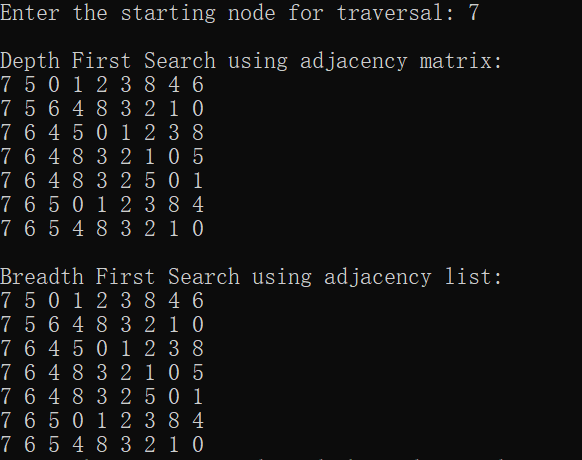 Enter the starting node for traversal: 7
Depth First Search using adjacency matrix:
7 5 0 1 2 3 8 4 6
7 5 6 4 8 3 2 1 0
7 6 4 5 0 1 2 3 8
7 6 4 8 3 2 1 0 5
7 6 4 8 3 2 5 0 1
7 6 5 0 1 2 3 8 4
7 6 5 4 8 3 2 1 0
Breadth First Search using adjacency list:
7 5 0 1 2 3 8 4 6
7 5 6 4 8 3 2 1 0
7 6 4 5 0 1 2 3 8
7 6 4 8 3 2 1 0 5
7 6 4 8 3 2 5 0 1
7 6 5 0 1 2 3 8 4
7 6 5 4 8 3 2 1 0